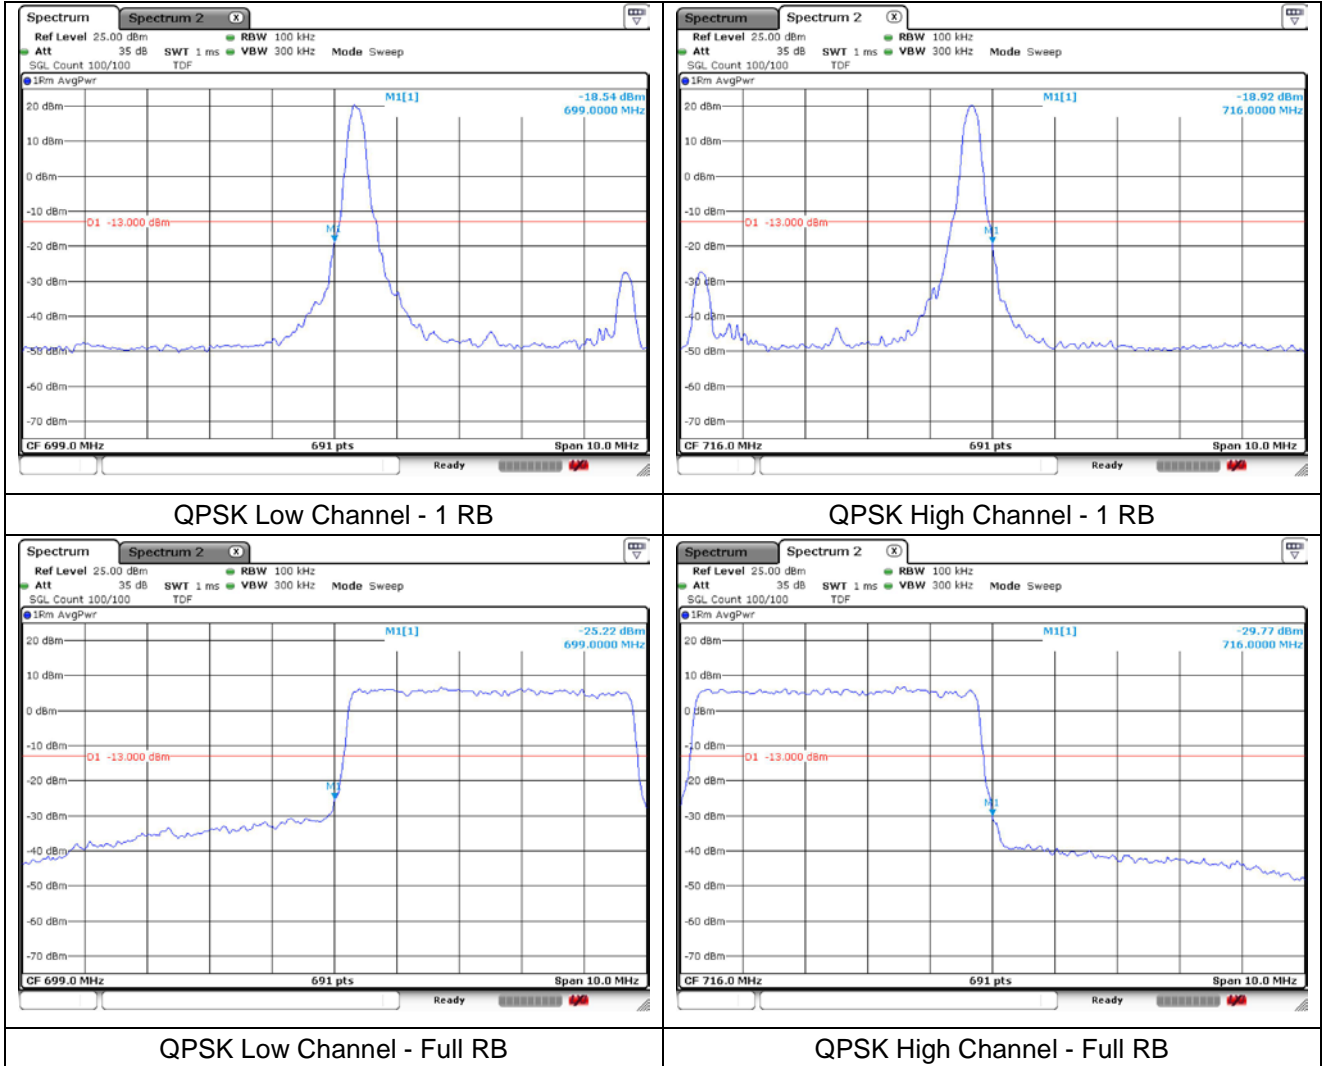 Spectrum Spectrum 2 X
Ref Level 25.00 dBm RBW 100 kHz
Att 35 dB SWT 1 ms VBW 300 kHz Mode Sweep
SGL Count 100/100 TDF
1Rm AvgPwr
M1[1] -18.54 dBm
699.0000 MHz
20 dBm
10 dBm
0 dBm
-10 dBm
D1 -13.000 dBm
M1
-20 dBm
-30 dBm
-40 dBm
-50 dBm
-60 dBm
-70 dBm
CF 699.0 MHz 691 pts Span 10.0 MHz
Ready
QPSK Low Channel - 1 RB
Spectrum Spectrum 2 X
Ref Level 25.00 dBm RBW 100 kHz
Att 35 dB SWT 1 ms VBW 300 kHz Mode Sweep
SGL Count 100/100 TDF
1Rm AvgPwr
M1[1] -18.92 dBm
716.0000 MHz
20 dBm
10 dBm
0 dBm
-10 dBm
D1 -13.000 dBm
M1
-20 dBm
-30 dBm
-40 dBm
-50 dBm
-60 dBm
-70 dBm
CF 716.0 MHz 691 pts Span 10.0 MHz
Ready
QPSK High Channel - 1 RB
Spectrum Spectrum 2 X
Ref Level 25.00 dBm RBW 100 kHz
Att 35 dB SWT 1 ms VBW 300 kHz Mode Sweep
SGL Count 100/100 TDF
1Rm AvgPwr
M1[1] -25.22 dBm
699.0000 MHz
20 dBm
10 dBm
0 dBm
-10 dBm
D1 -13.000 dBm
-20 dBm
M1
-30 dBm
-40 dBm
-50 dBm
-60 dBm
-70 dBm
CF 699.0 MHz 691 pts Span 10.0 MHz
Ready
QPSK Low Channel - Full RB
Spectrum Spectrum 2 X
Ref Level 25.00 dBm RBW 100 kHz
Att 35 dB SWT 1 ms VBW 300 kHz Mode Sweep
SGL Count 100/100 TDF
1Rm AvgPwr
M1[1] -29.77 dBm
716.0000 MHz
20 dBm
10 dBm
0 dBm
-10 dBm
D1 -13.000 dBm
-20 dBm
M1
-30 dBm
-40 dBm
-50 dBm
-60 dBm
-70 dBm
CF 716.0 MHz 691 pts Span 10.0 MHz
Ready
QPSK High Channel - Full RB